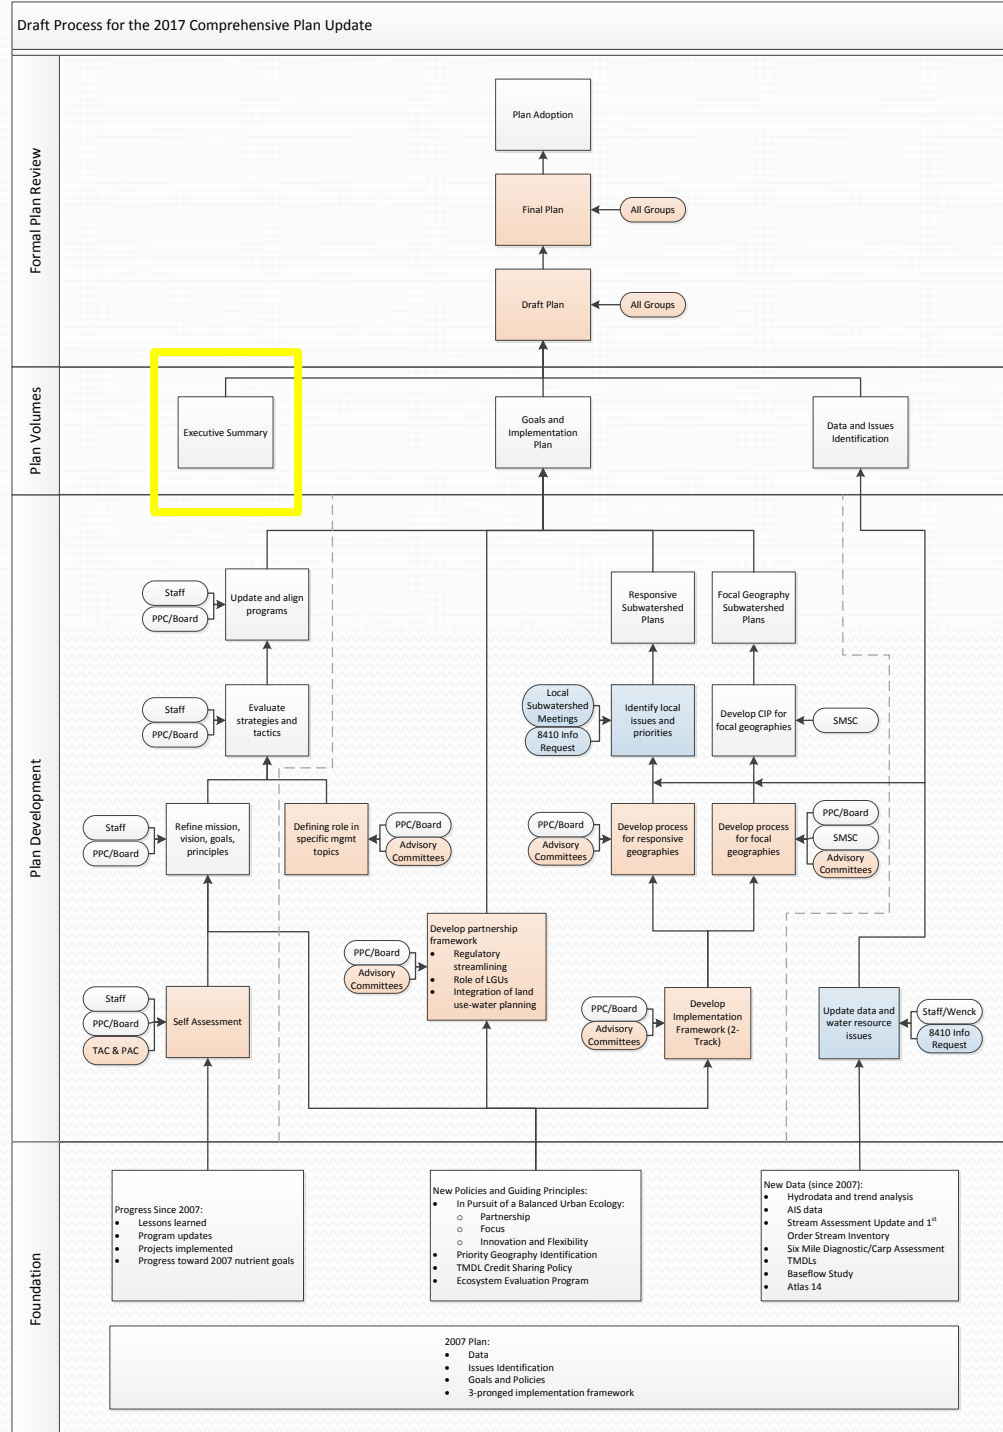 Draft Process for the 2017 Comprehensive Plan Update
Formal Plan Review
Plan Adoption
Final Plan
All Groups
Draft Plan
All Groups
Plan Volumes
Executive Summary
Goals and
Implementation
Plan
Data and Issues
Identification
Plan Development
Staff
PPC/Board
Update and align
programs
Responsive
Subwatershed
Plans
Focal Geography
Subwatershed
Plans
Staff
PPC/Board
Evaluate
strategies and
tactics
Local
Subwatershed
Meetings
8410 Info
Request
Identify local
issues and
priorities
Develop CIP for
focal geographies
SMSC
Staff
PPC/Board
Refine mission,
vision, goals,
principles
Defining role in
specific mgmt
topics
PPC/Board
Advisory
Committees
PPC/Board
Advisory
Committees
Develop process
for responsive
geographies
Develop process
for focal
geographies
PPC/Board
SMSC
Advisory
Committees
PPC/Board
Advisory
Committees
Develop partnership
framework
• Regulatory
streamlining
• Role of LGUs
• Integration of land
use-water planning
Staff
PPC/Board
TAC & PAC
Self Assessment
PPC/Board
Advisory
Committees
Develop
Implementation
Framework (2-
Track)
Update data and
water resource
issues
Staff/Wenck
8410 Info
Request
Foundation
Progress Since 2007:
• Lessons learned
• Program updates
• Projects implemented
• Progress toward 2007 nutrient goals
New Policies and Guiding Principles:
• In Pursuit of a Balanced Urban Ecology:
o Partnership
o Focus
o Innovation and Flexibility
• Priority Geography Identification
• TMDL Credit Sharing Policy
• Ecosystem Evaluation Program
New Data (since 2007):
• Hydrodata and trend analysis
• AIS data
• Stream Assessment Update and 1st
Order Stream Inventory
• Six Mile Diagnostic/Carp Assessment
• TMDLs
• Baseflow Study
• Atlas 14
2007 Plan:
• Data
• Issues Identification
• Goals and Policies
• 3-pronged implementation framework